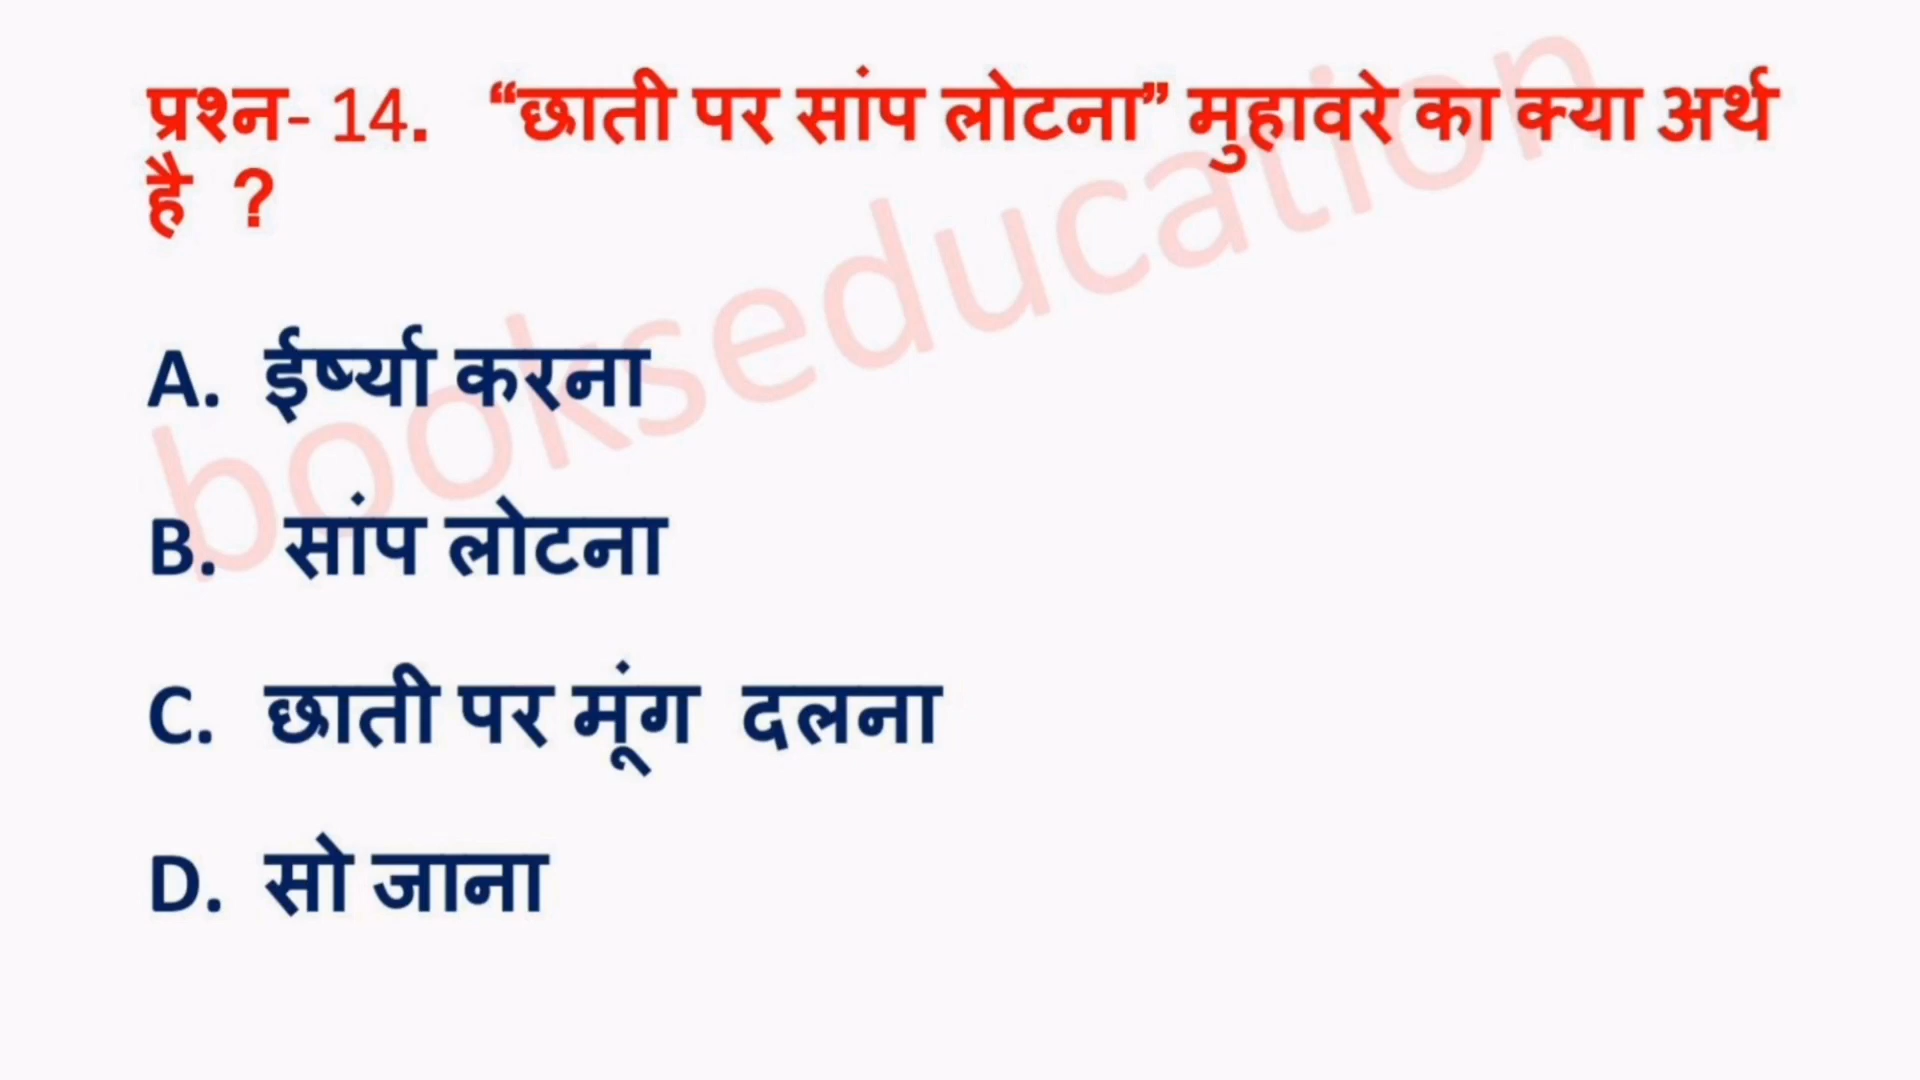 प्रश्न- 14. “छाती पर सांप लोटना” मुहावरे का क्या अर्थ
है ?
A. ईर्ष्या करना
B. सांप लोटना
C. छाती पर मूंग दलना
D. सो जाना
bookseducation